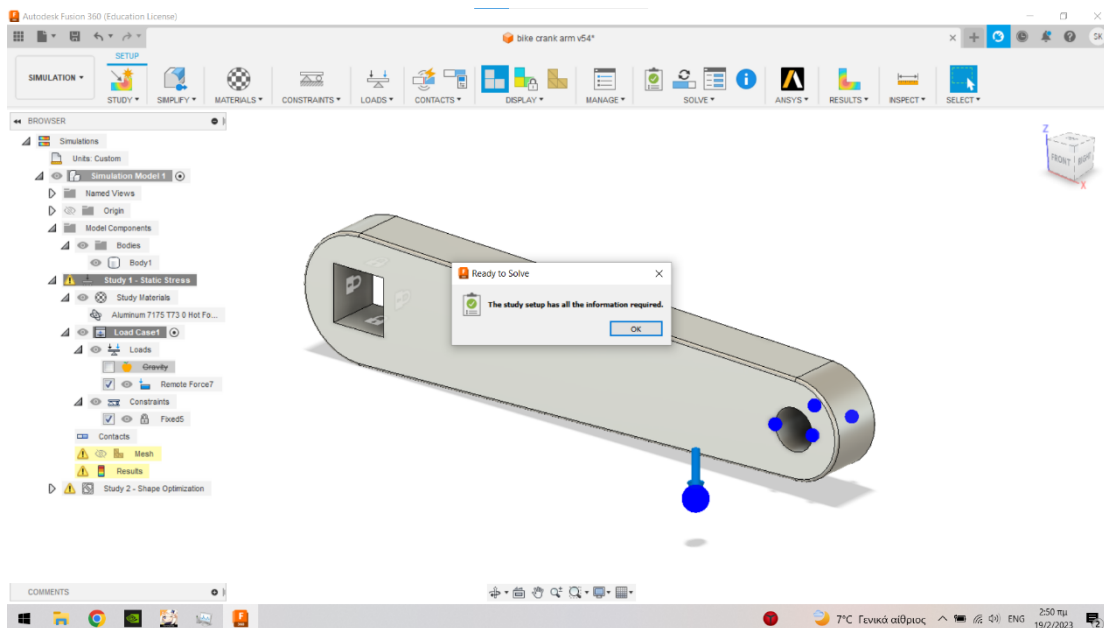 Autodesk Fusion 360 (Education License)
bike crank arm v54*
SK
SETUP
SIMULATION
STUDY
SIMPLIFY
MATERIALS
CONSTRAINTS
LOADS
CONTACTS
DISPLAY
MANAGE
SOLVE
ANSYS
RESULTS
INSPECT
SELECT
BROWSER
Simulations
Units: Custom
Simulation Model 1
Named Views
Origin
Model Components
Bodies
Body1
Study 1 - Static Stress
Study Materials
Aluminum 7175 T73 0 Hot Fo...
Load Case1
Loads
Gravity
Remote Force7
Constraints
Fixed5
Contacts
Mesh
Results
Study 2 - Shape Optimization
Z
FRONT
RIGHT
X
Ready to Solve
The study setup has all the information required.
OK
COMMENTS
7°C Γενικά αίθριος
ENG
2:50 πμ
19/2/2023
2